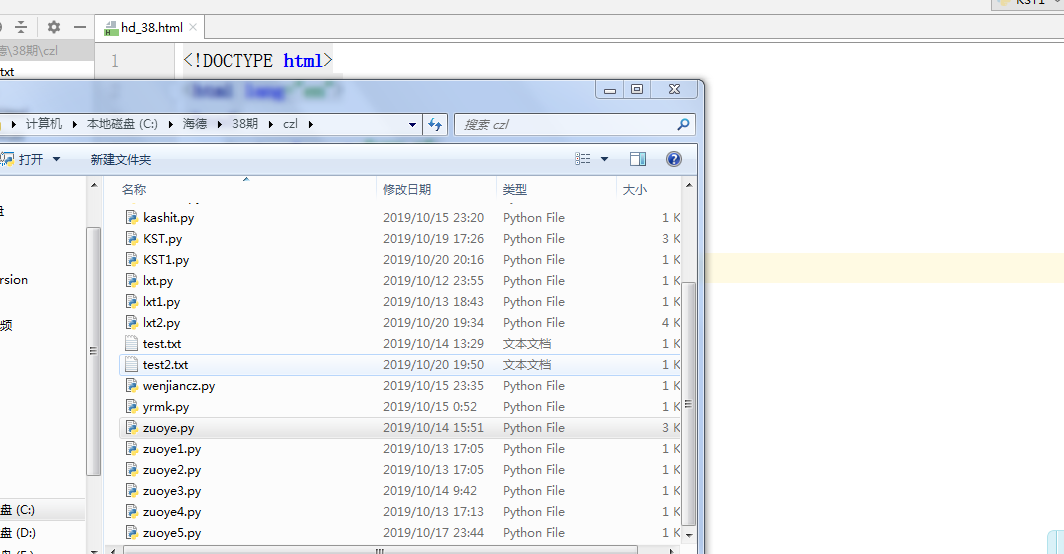 KST1
hd_38.html
德\38期\czl
txt
1
<!DOCTYPE html>
<html lang="en">
计算机 本地磁盘 (C:) 海德 38期 czl
搜索 czl
打开 新建文件夹
名称 修改日期 类型 大小
kashit.py 2019/10/15 23:20 Python File 1 K
KST.py 2019/10/19 17:26 Python File 3 K
KST1.py 2019/10/20 20:16 Python File 1 K
lxt.py 2019/10/12 23:55 Python File 1 K
lxt1.py 2019/10/13 18:43 Python File 1 K
lxt2.py 2019/10/20 19:34 Python File 4 K
test.txt 2019/10/14 13:29 文本文档 1 K
test2.txt 2019/10/20 19:50 文本文档 1 K
wenjiancz.py 2019/10/15 23:35 Python File 1 K
yrmk.py 2019/10/15 0:52 Python File 1 K
zuoye.py 2019/10/14 15:51 Python File 3 K
zuoye1.py 2019/10/13 17:05 Python File 1 K
zuoye2.py 2019/10/13 17:05 Python File 1 K
zuoye3.py 2019/10/14 9:42 Python File 1 K
zuoye4.py 2019/10/13 17:13 Python File 1 K
zuoye5.py 2019/10/17 23:44 Python File 1 K
盘
rsion
频
盘 (C:)
盘 (D:)